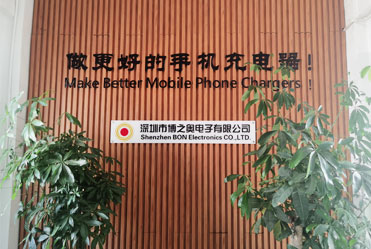 做更好的手机充电器!
Make Better Mobile Phone Chargers !
深圳市博之奥电子有限公司
Shenzhen BON Electronics CO.,LTD.